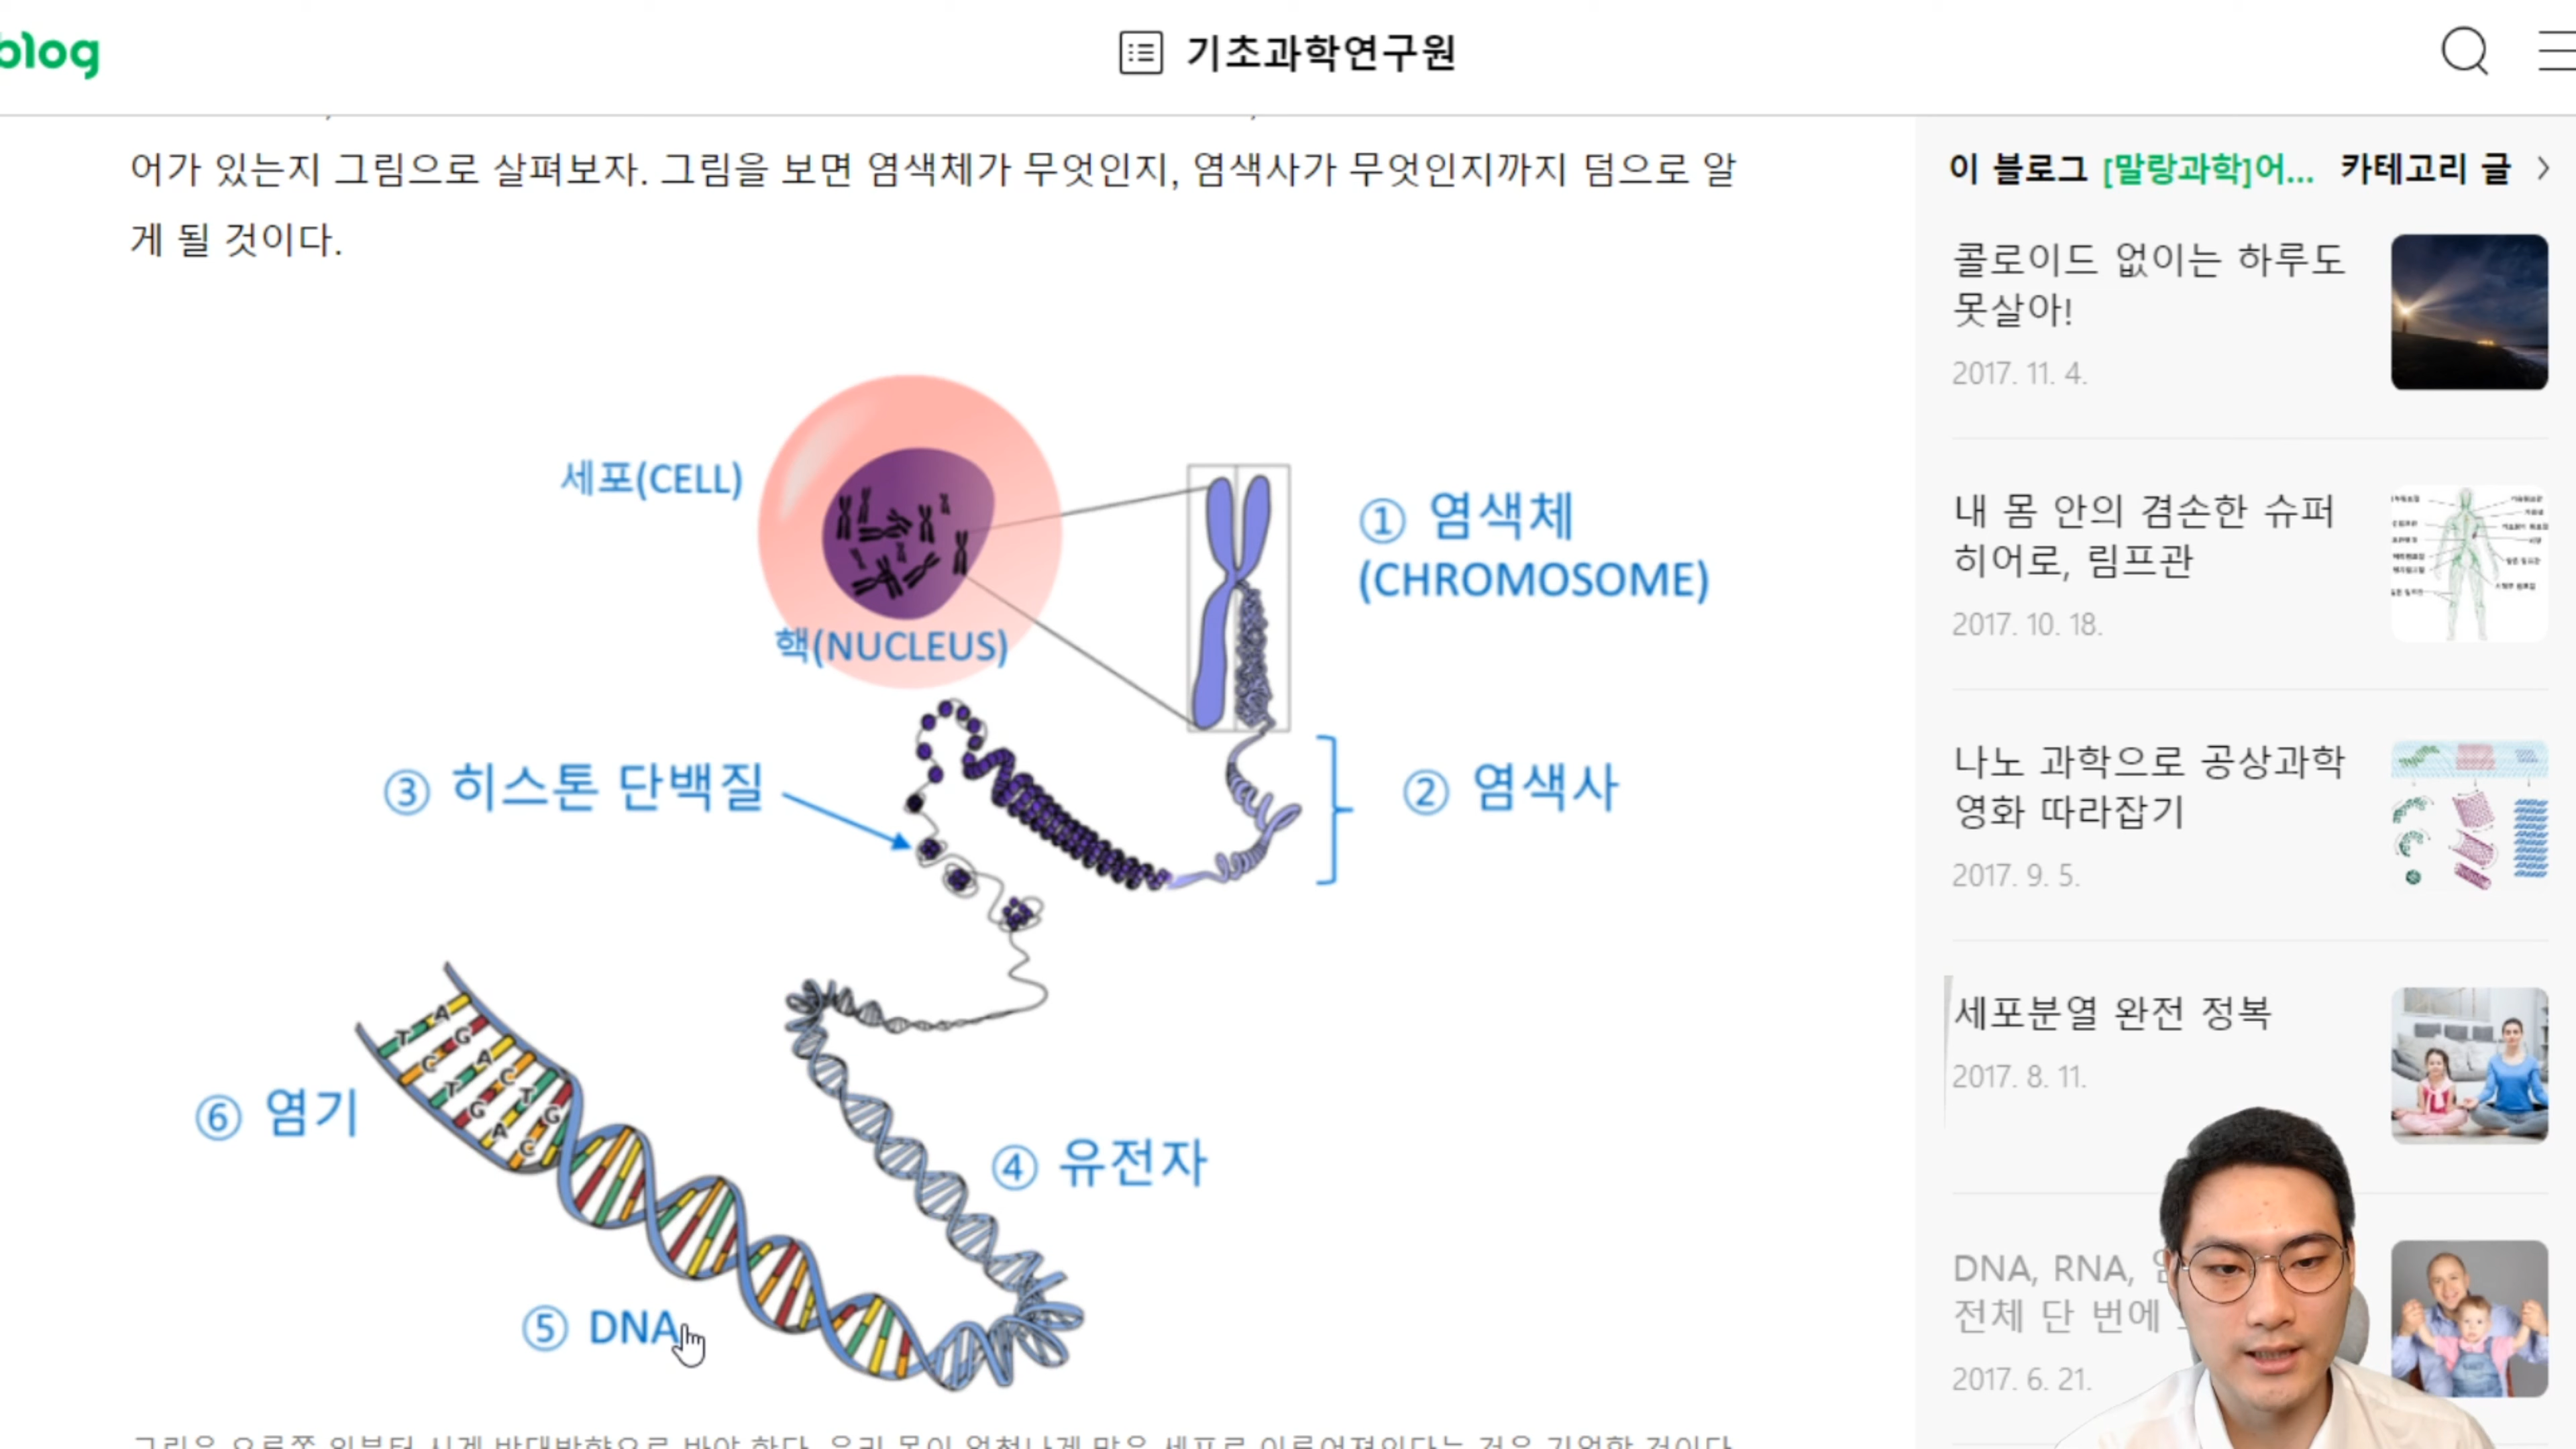 blog
기초과학연구원
어가 있는지 그림으로 살펴보자. 그림을 보면 염색체가 무엇인지, 염색사가 무엇인지까지 덤으로 알
게 될 것이다.
세포(CELL)
핵(NUCLEUS)
① 염색체
(CHROMOSOME)
② 염색사
③ 히스톤 단백질
④ 유전자
⑤ DNA
⑥ 염기
T A
C G
T A
G C
A T
C G
이 블로그 [말랑과학]어... 카테고리 글
콜로이드 없이는 하루도
못살아!
2017. 11. 4.
내 몸 안의 겸손한 슈퍼
히어로, 림프관
2017. 10. 18.
나노 과학으로 공상과학
영화 따라잡기
2017. 9. 5.
세포분열 완전 정복
2017. 8. 11.
DNA, RNA,
전체 단 번에
2017. 6. 21.